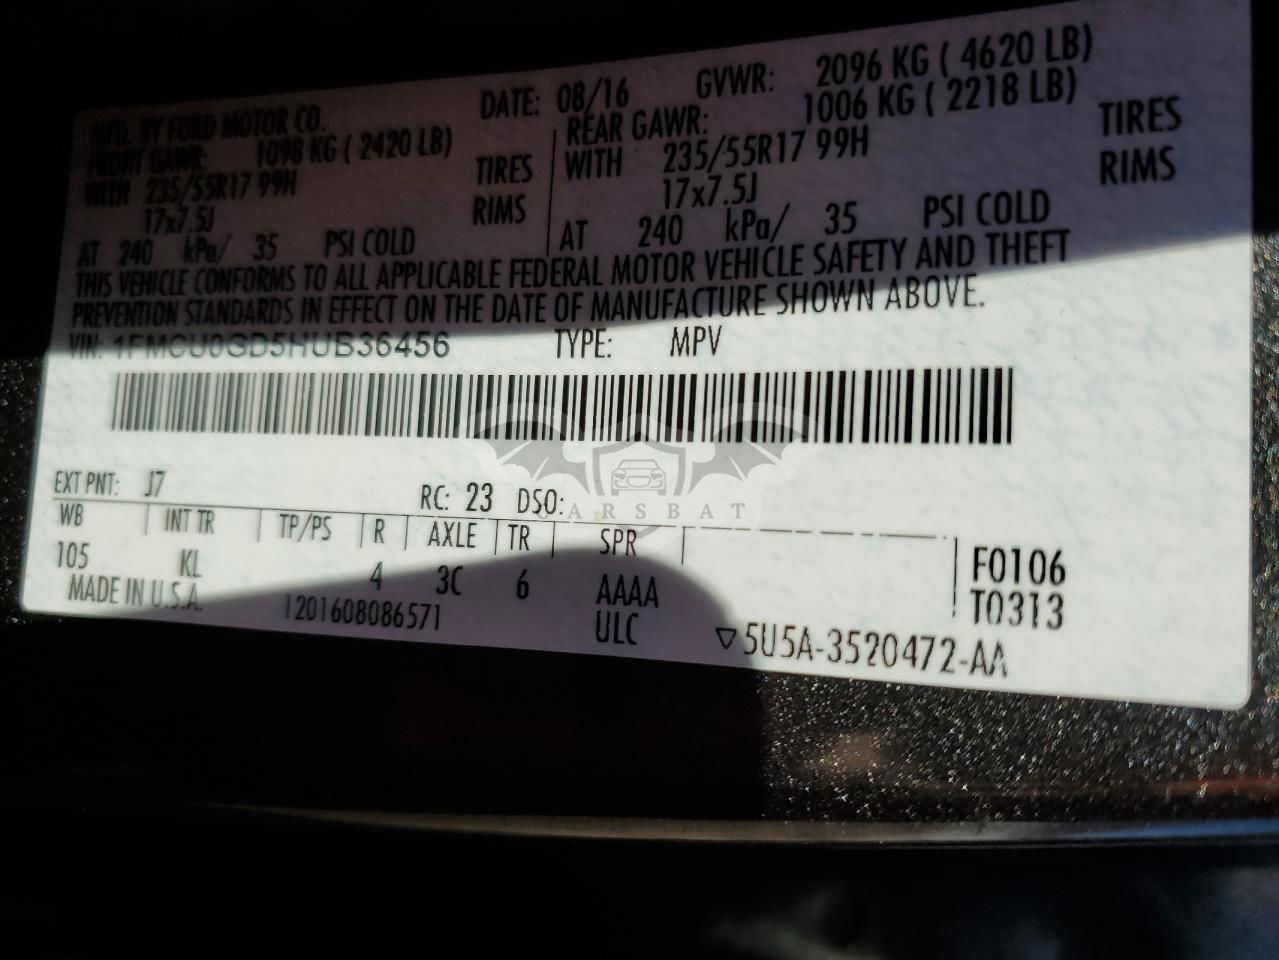 MFD. BY FORD MOTOR CO. DATE: 08/16 GVWR: 2096 KG ( 4620 LB)
FRONT GAWR: 1098 KG ( 2420 LB) REAR GAWR: 1006 KG ( 2218 LB)
WITH 235/55R17 99H TIRES WITH 235/55R17 99H TIRES
17x7.5J RIMS 17x7.5J RIMS
AT 240 kPa/ 35 PSI COLD AT 240 kPa/ 35 PSI COLD
THIS VEHICLE CONFORMS TO ALL APPLICABLE FEDERAL MOTOR VEHICLE SAFETY AND THEFT
PREVENTION STANDARDS IN EFFECT ON THE DATE OF MANUFACTURE SHOWN ABOVE.
VIN: 1FMCU0GD5HUB36456 TYPE: MPV
CARSBAT
EXT PNT: J7 RC: 23 DSO:
WB INT TR TP/PS R AXLE TR SPR
105 KL 4 3C 6 AAAA F0106
MADE IN U.S.A. 1201608086571 ULC T0313
▽5U5A-3520472-AA